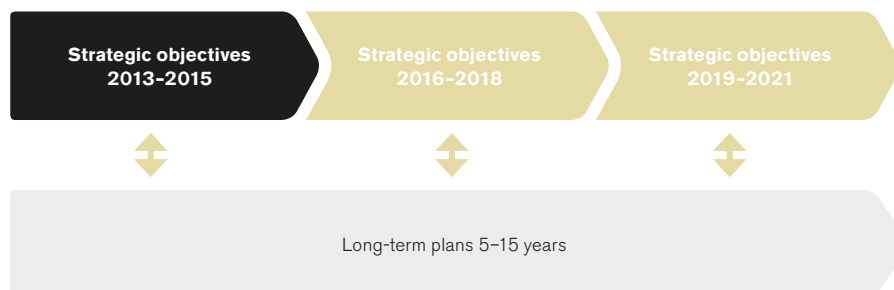 Strategic objectives
2013–2015
Strategic objectives
2016–2018
Strategic objectives
2019–2021
Long-term plans 5–15 years